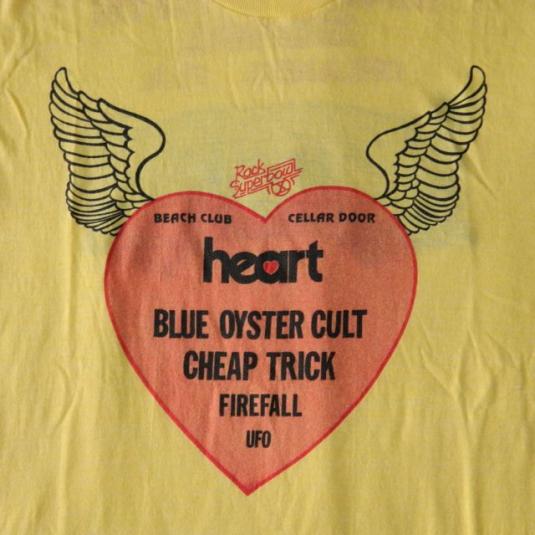 Rock
Superbowl
BEACH CLUB CELLAR DOOR
heart
BLUE OYSTER CULT
CHEAP TRICK
FIREFALL
UFO